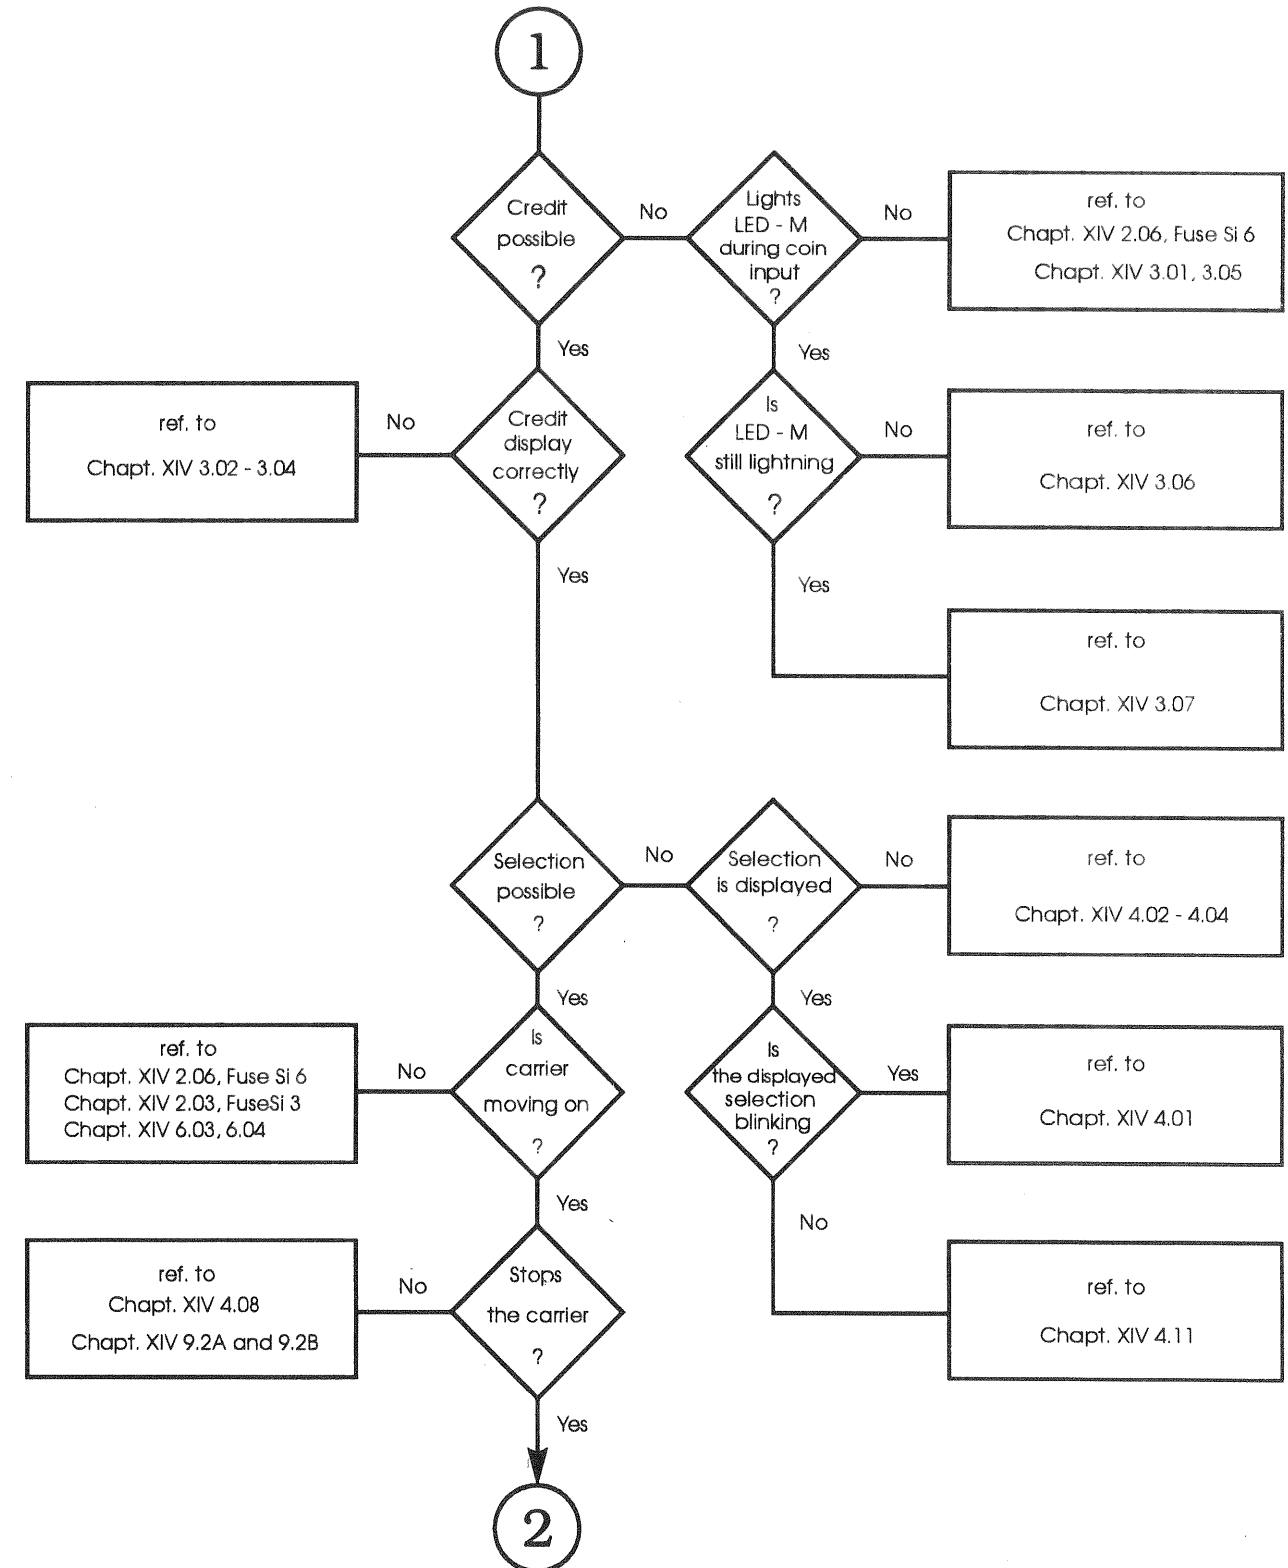 1
Credit
possible
?
No
Lights
LED - M
during coin
input
?
No
ref. to
Chapt. XIV 2.06, Fuse Si 6
Chapt. XIV 3.01, 3.05
Yes
Yes
ref. to
Chapt. XIV 3.02 - 3.04
No
Credit
display
correctly
?
Is
LED - M
still lightning
?
No
ref. to
Chapt. XIV 3.06
Yes
Yes
ref. to
Chapt. XIV 3.07
Selection
possible
?
No
Selection
is displayed
?
No
ref. to
Chapt. XIV 4.02 - 4.04
Yes
Yes
ref. to
Chapt. XIV 2.06, Fuse Si 6
Chapt. XIV 2.03, FuseSi 3
Chapt. XIV 6.03, 6.04
No
Is
carrier
moving on
?
Is
the displayed
selection
blinking
?
Yes
ref. to
Chapt. XIV 4.01
Yes
No
ref. to
Chapt. XIV 4.08
Chapt. XIV 9.2A and 9.2B
No
Stops
the carrier
?
ref. to
Chapt. XIV 4.11
Yes
2